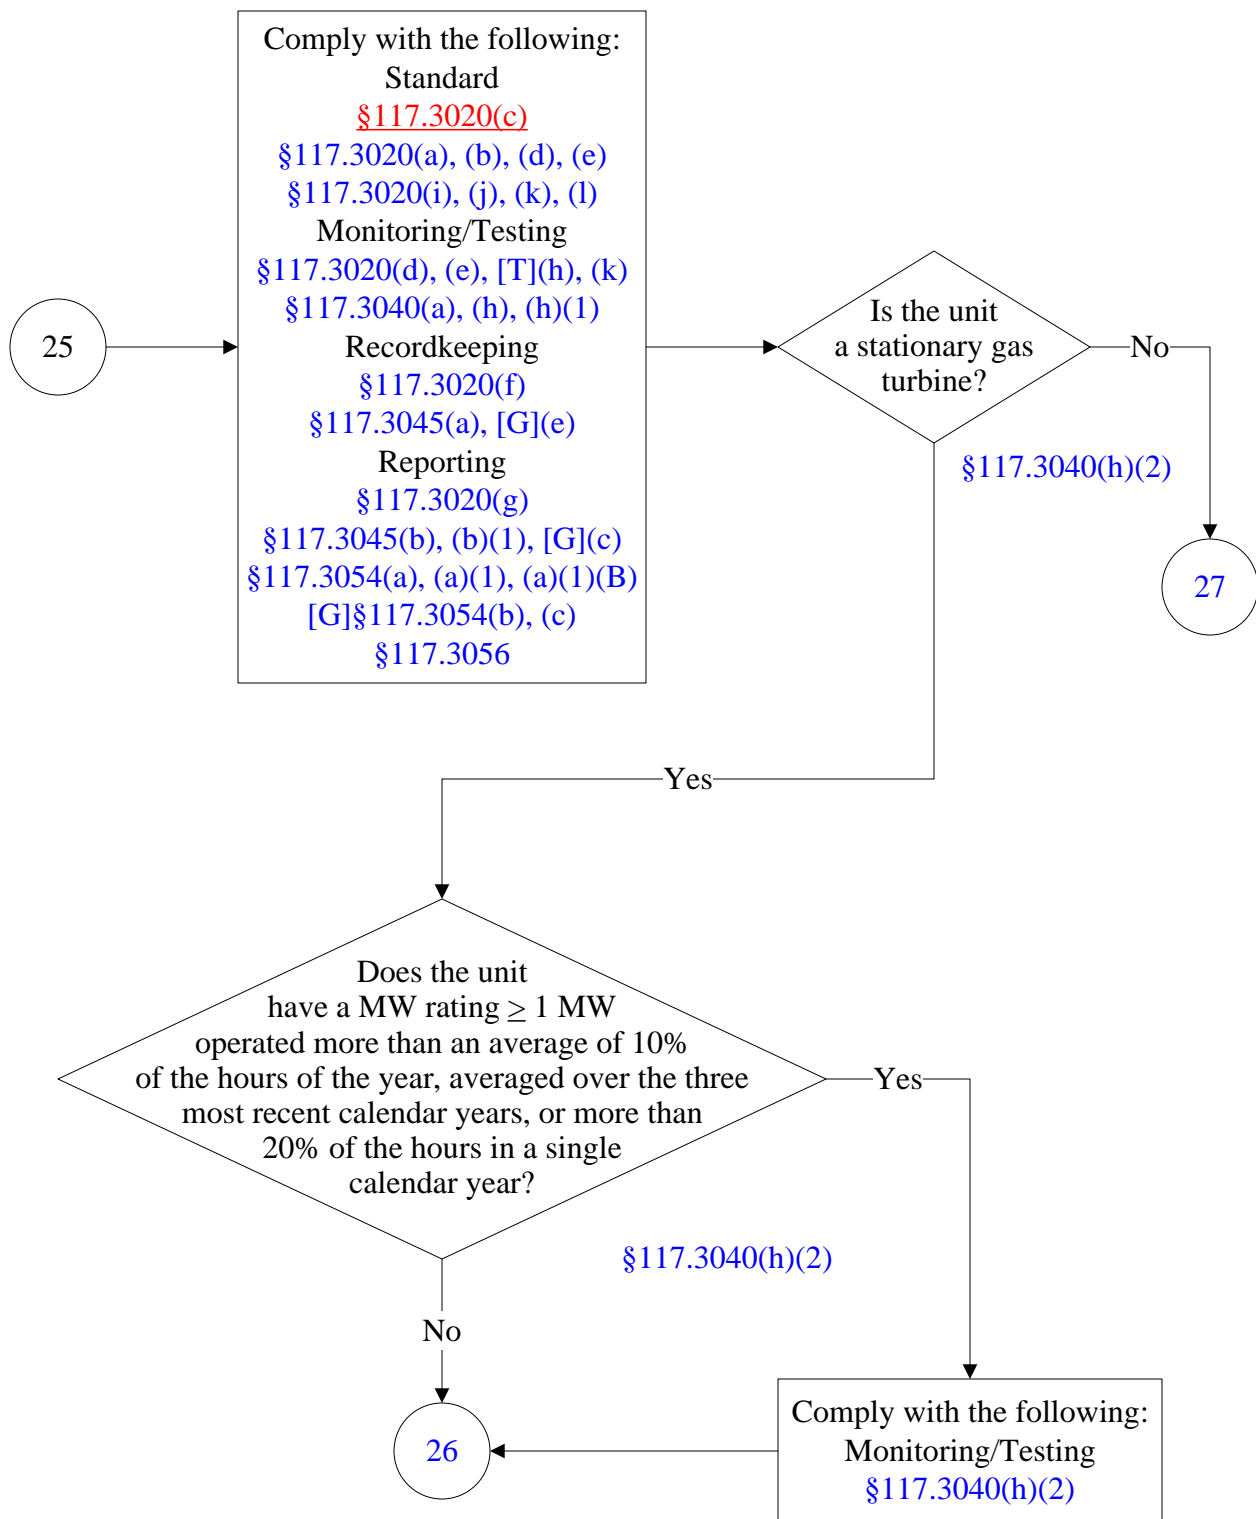 Comply with the following:
Standard
§117.3020(c)
§117.3020(a), (b), (d), (e)
§117.3020(i), (j), (k), (l)
Monitoring/Testing
§117.3020(d), (e), [T](h), (k)
§117.3040(a), (h), (h)(1)
Recordkeeping
§117.3020(f)
§117.3045(a), [G](e)
Reporting
§117.3020(g)
§117.3045(b), (b)(1), [G](c)
§117.3054(a), (a)(1), (a)(1)(B)
[G]§117.3054(b), (c)
§117.3056
25
Is the unit
a stationary gas
turbine?
No
§117.3040(h)(2)
27
Yes
Does the unit
have a MW rating ≥ 1 MW
operated more than an average of 10%
of the hours of the year, averaged over the three
most recent calendar years, or more than
20% of the hours in a single
calendar year?
Yes
§117.3040(h)(2)
No
26
Comply with the following:
Monitoring/Testing
§117.3040(h)(2)